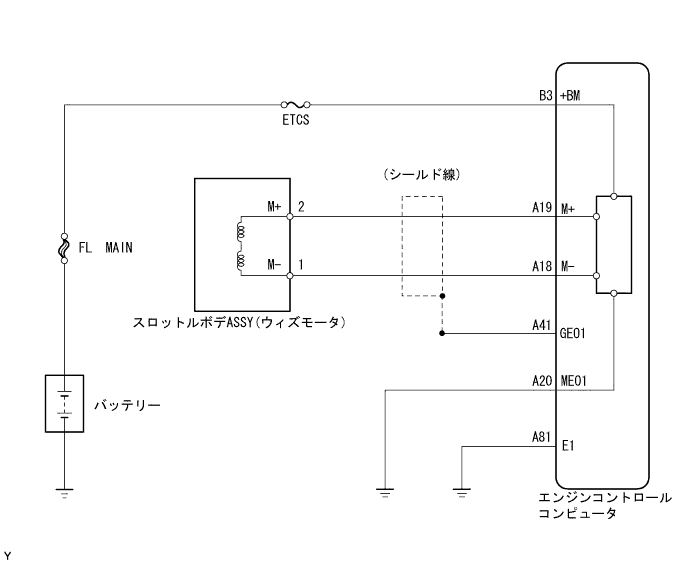 B3 +BM
ETCS
(シールド線)
M+ 2
A19 M+
FL MAIN
M- 1
A18 M-
スロットルボデASSY(ウィズモータ)
A41 GE01
A20 ME01
バッテリー
A81 E1
エンジンコントロール
コンピュータ
Y